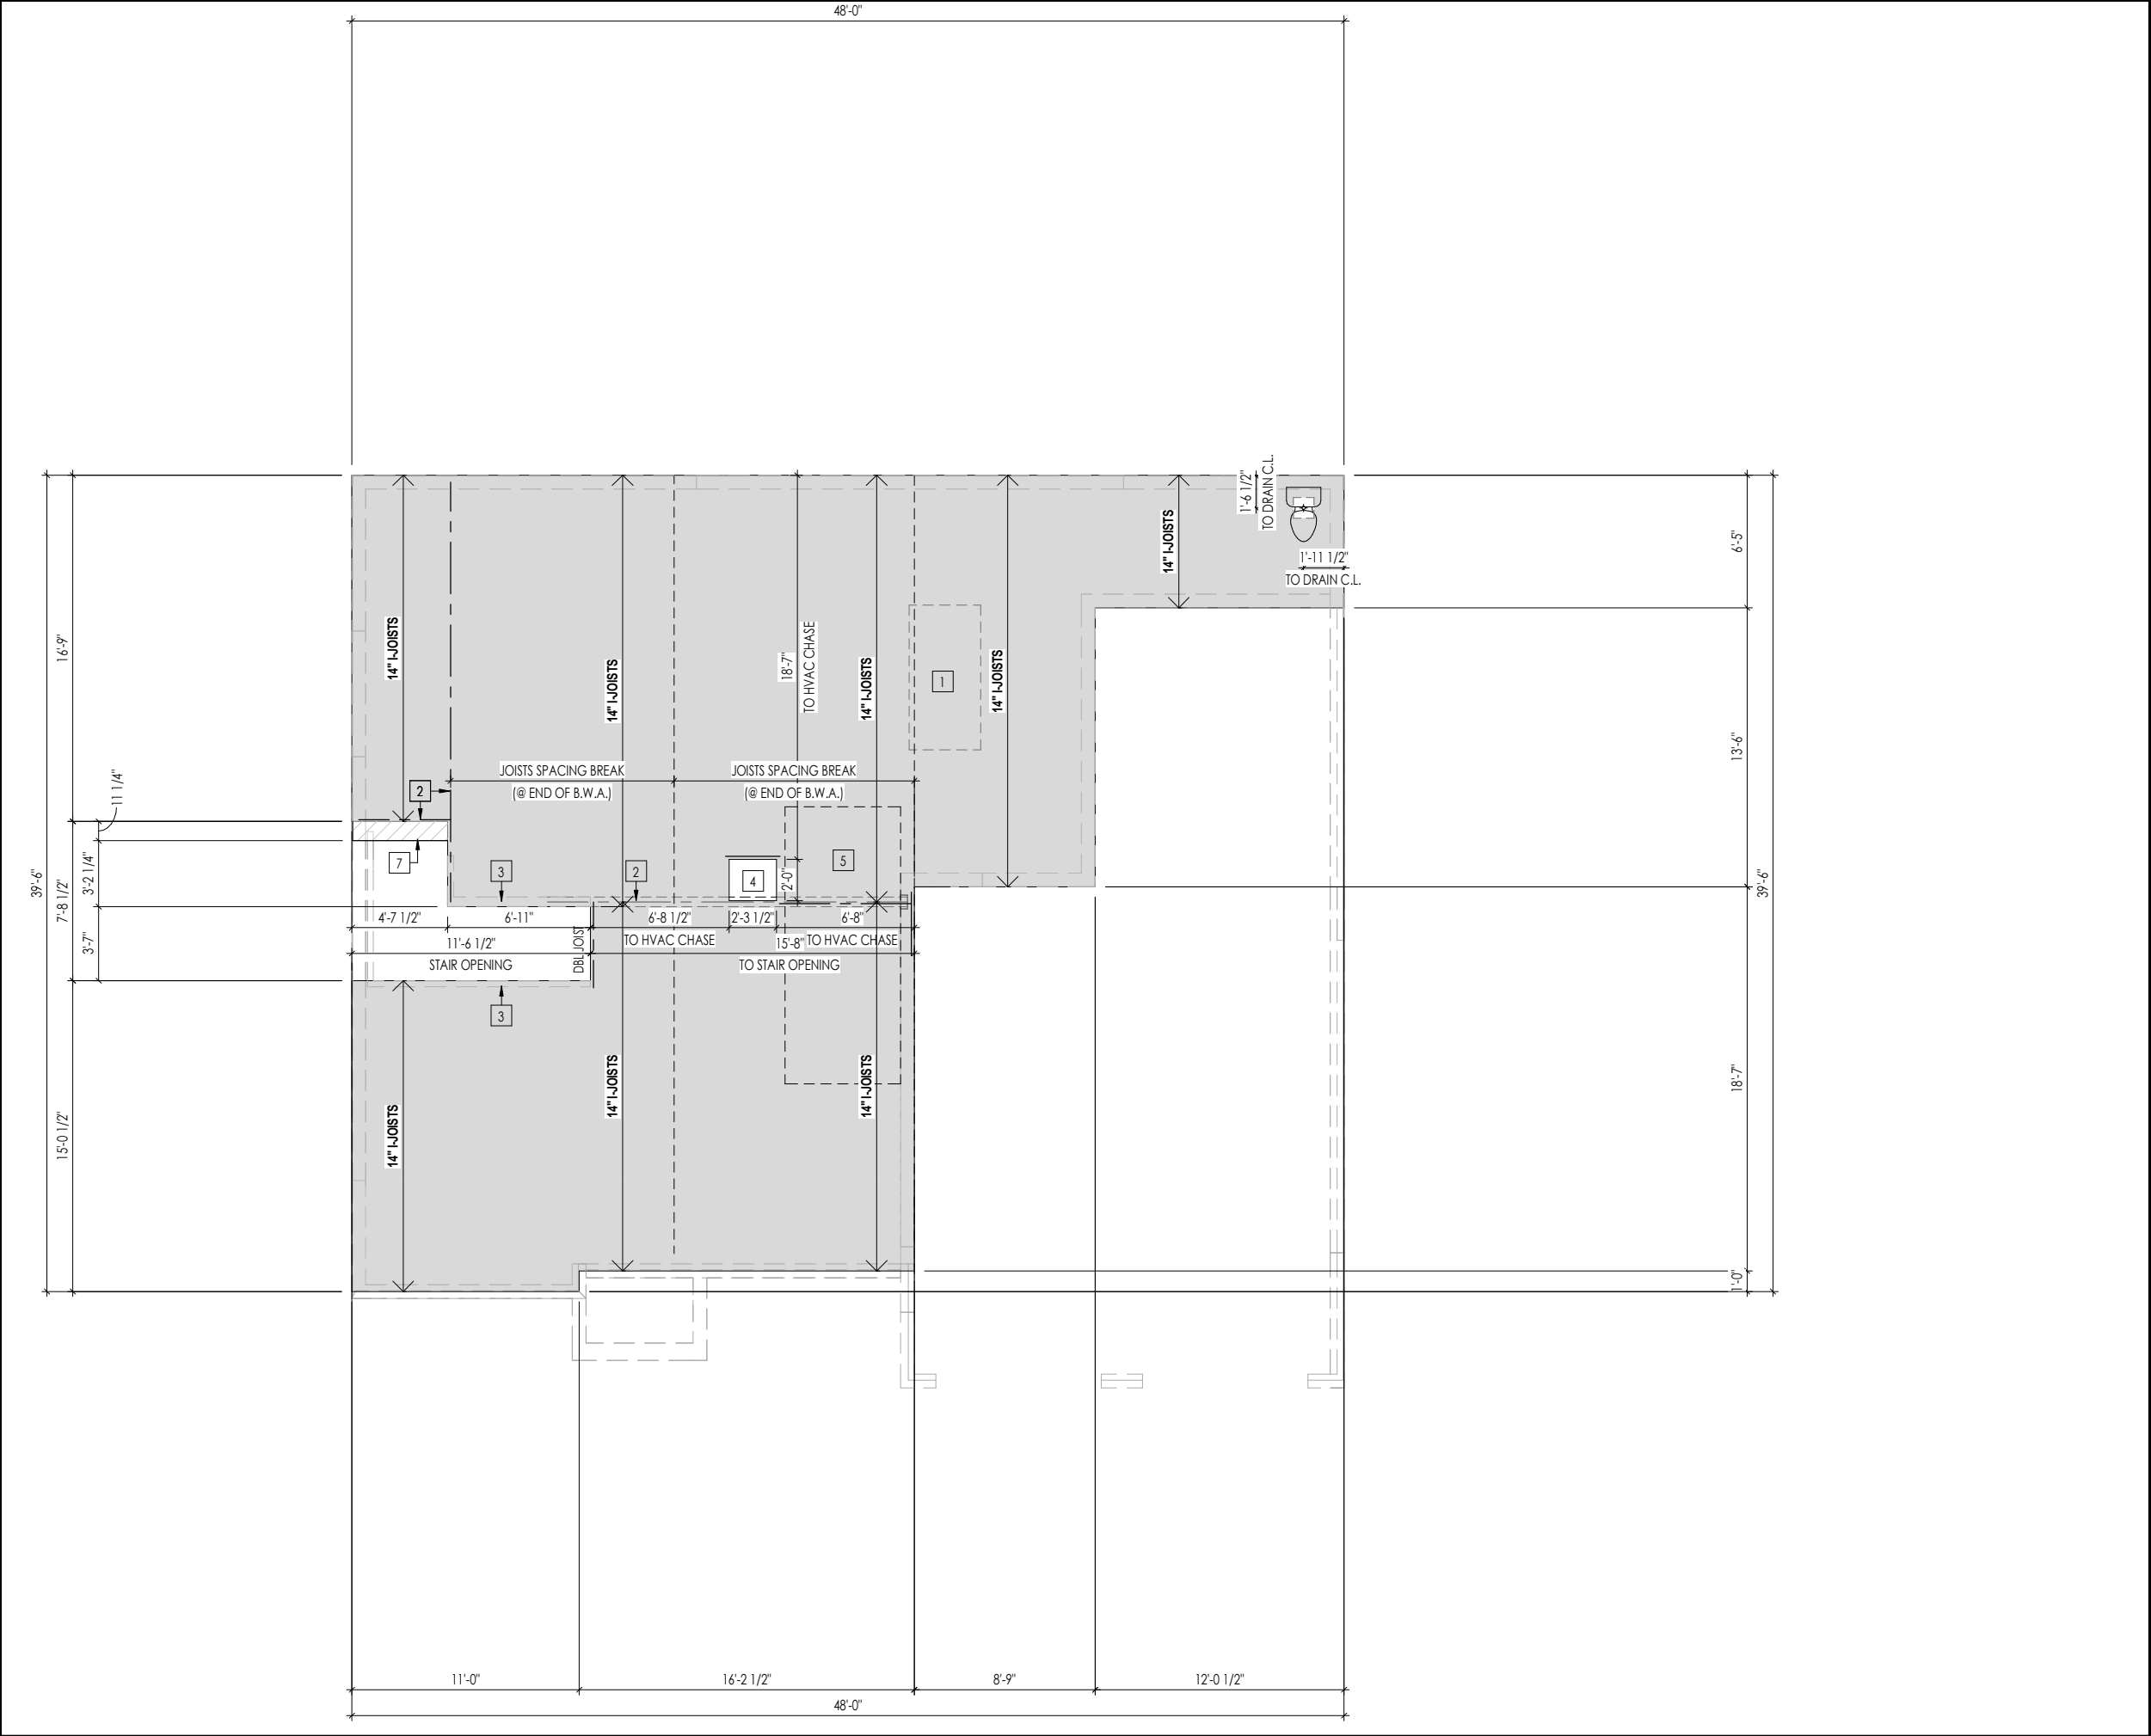 48'-0"
1'-6 1/2"
TO DRAIN C.L.
1'-11 1/2"
TO DRAIN C.L.
6'-5"
14" I-JOISTS
14" I-JOISTS
14" I-JOISTS
14" I-JOISTS
14" I-JOISTS
18'-7"
TO HVAC CHASE
1
16'-9"
13'-6"
JOISTS SPACING BREAK
(@ END OF B.W.A.)
JOISTS SPACING BREAK
(@ END OF B.W.A.)
11 1/4"
2
7
3
2
4
2'-0"
5
39'-6"
7'-8 1/2"
3'-2 1/4"
3'-7"
39'-6"
4'-7 1/2"
6'-11"
6'-8 1/2"
2'-3 1/2"
6'-8"
11'-6 1/2"
STAIR OPENING
DBL JOIST
TO HVAC CHASE
15'-8"
TO HVAC CHASE
TO STAIR OPENING
3
14" I-JOISTS
14" I-JOISTS
14" I-JOISTS
15'-0 1/2"
18'-7"
1'-0"
11'-0"
16'-2 1/2"
8'-9"
12'-0 1/2"
48'-0"